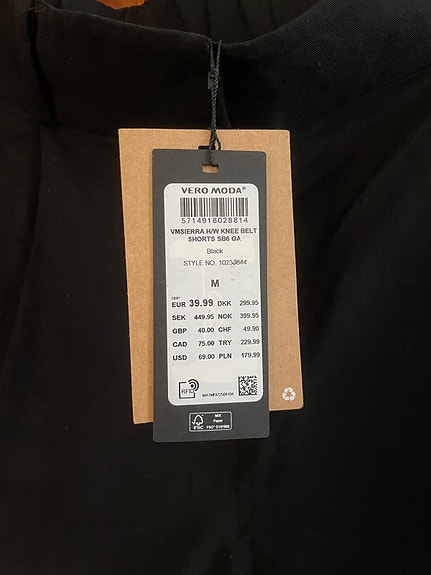 VERO MODA®
5714918028814
VMSIERRA H/W KNEE BELT
SHORTS SB6 GA
Black
STYLE NO.
M
EUR 39.99 DKK 299.95
SEK 449.95 NOK 399.95
GBP 40.00 CHF 49.90
CAD 75.00 TRY 229.99
USD 69.00 PLN 179.99
RFID
FSC
MIX
Paper